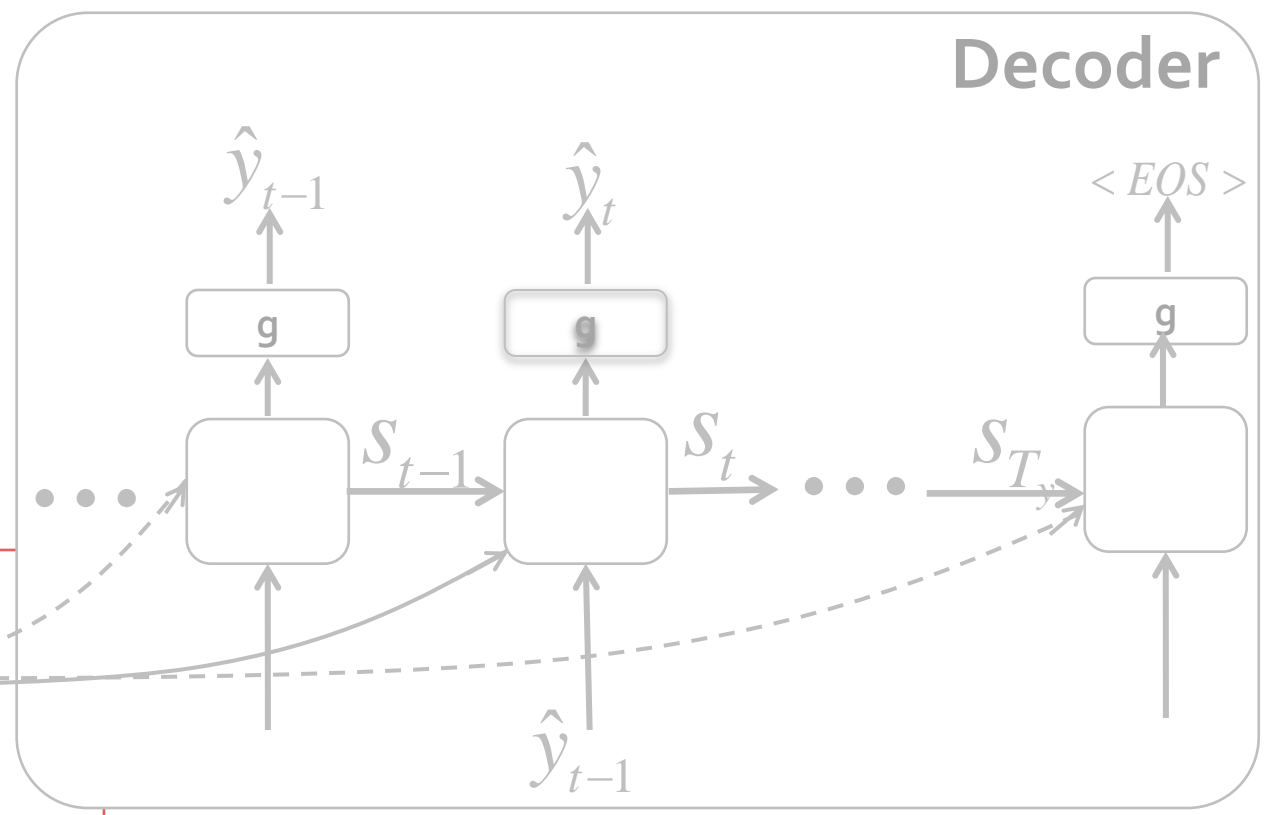 Decoder
ŷ_{t−1}
ŷ_t
< EOS >
g
g
g
s_{t−1}
s_t
s_{T_y}
ŷ_{t−1}